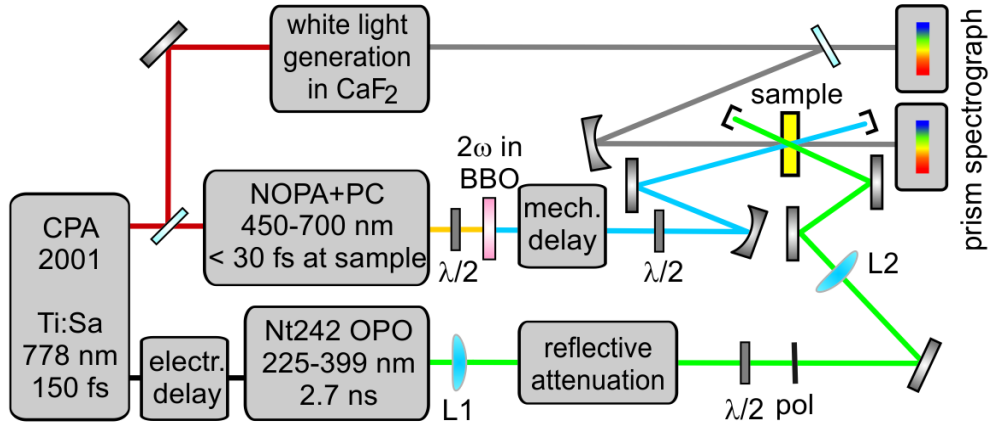 white light
generation
in CaF2
prism spectrograph
sample
2ω in
BBO
NOPA+PC
450-700 nm
< 30 fs at sample
mech.
delay
λ/2
λ/2
L2
CPA
2001
Ti:Sa
778 nm
150 fs
electr.
delay
Nt242 OPO
225-399 nm
2.7 ns
L1
reflective
attenuation
λ/2
pol